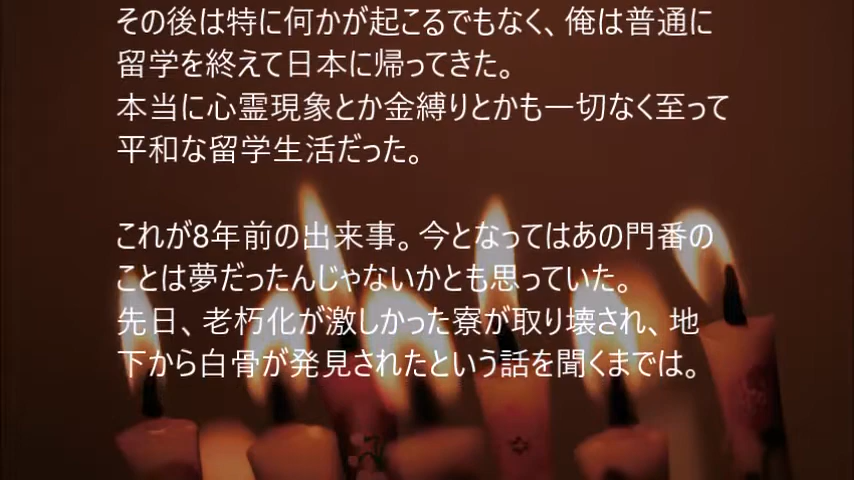 その後は特に何かが起こるでもなく、俺は普通に
留学を終えて日本に帰ってきた。
本当に心霊現象とか金縛りとかも一切なく至って
平和な留学生活だった。
これが8年前の出来事。今となってはあの門番の
ことは夢だったんじゃないかとも思っていた。
先日、老朽化が激しかった寮が取り壊され、地
下から白骨が発見されたという話を聞くまでは。